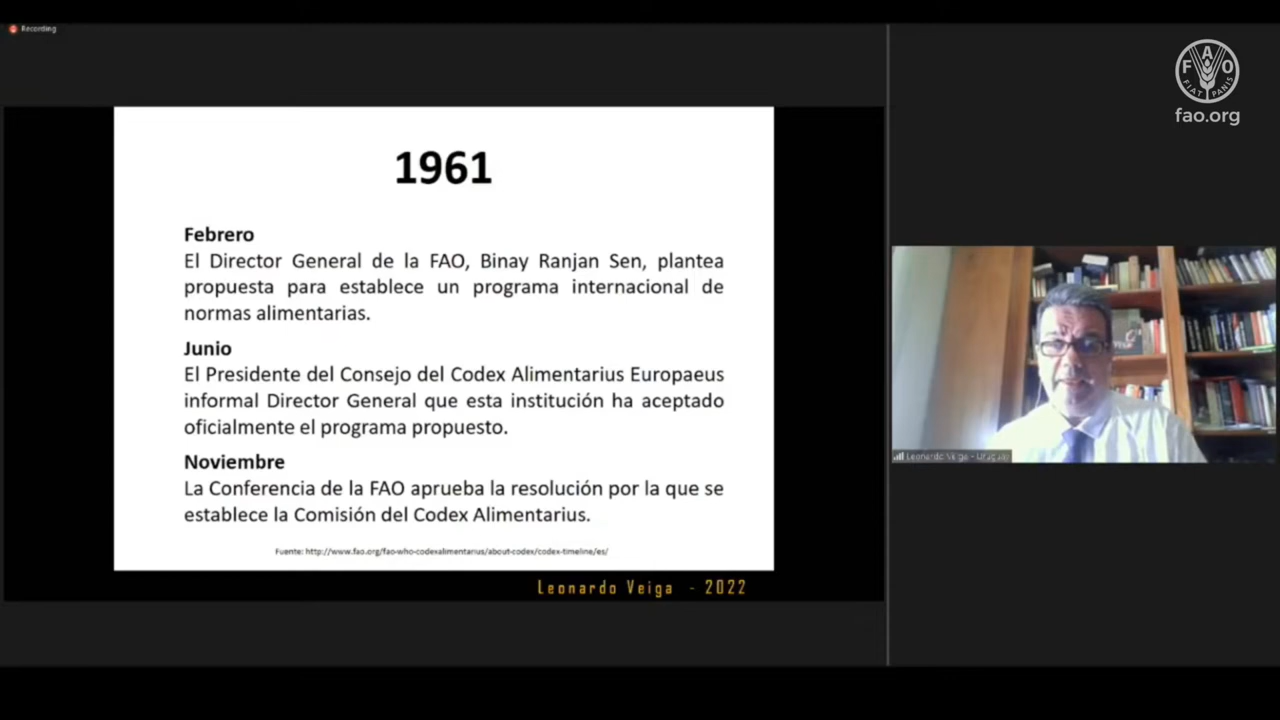 Recording
1961
Febrero
El Director General de la FAO, Binay Ranjan Sen, plantea
propuesta para establece un programa internacional de
normas alimentarias.
Junio
El Presidente del Consejo del Codex Alimentarius Europaeus
informal Director General que esta institución ha aceptado
oficialmente el programa propuesto.
Noviembre
La Conferencia de la FAO aprueba la resolución por la que se
establece la Comisión del Codex Alimentarius.
Fuente: http://www.fao.org/fao-who-codexalimentarius/about-codex/codex-timeline/es/
Leonardo Veiga - 2022
F A O
FIAT PANIS
fao.org
Leonardo Veiga - Uruguay